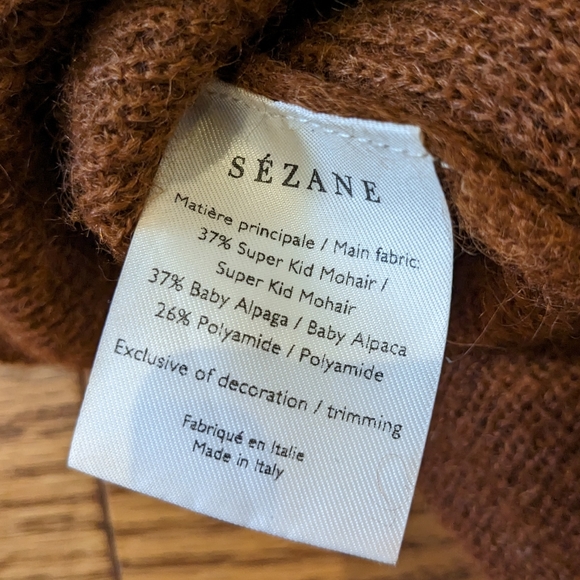 SÉZANE
Matière principale / Main fabric:
37% Super Kid Mohair /
Super Kid Mohair
37% Baby Alpaga / Baby Alpaca
26% Polyamide / Polyamide
Exclusive of decoration / trimming
Fabriqué en Italie
Made in Italy